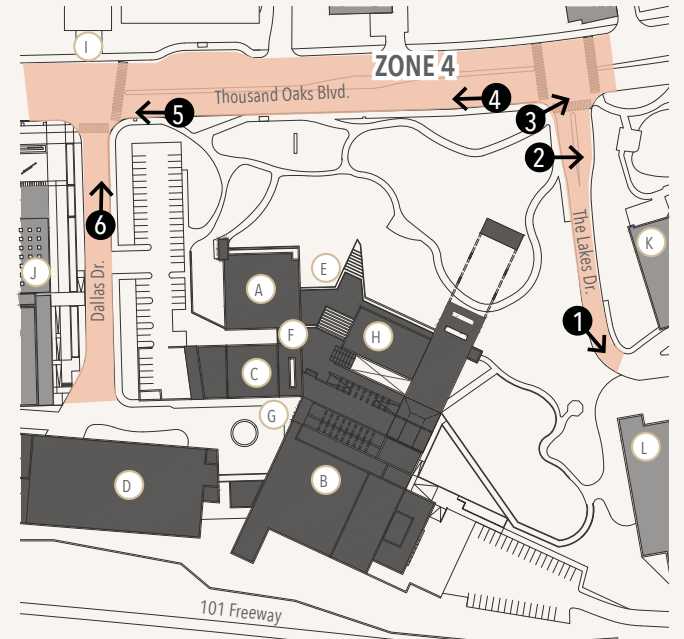 I
ZONE 4
Thousand Oaks Blvd.
5
4
3
2
6
K
E
J
A
The Lakes Dr.
Dallas Dr.
1
F
H
C
G
L
D
B
101 Freeway